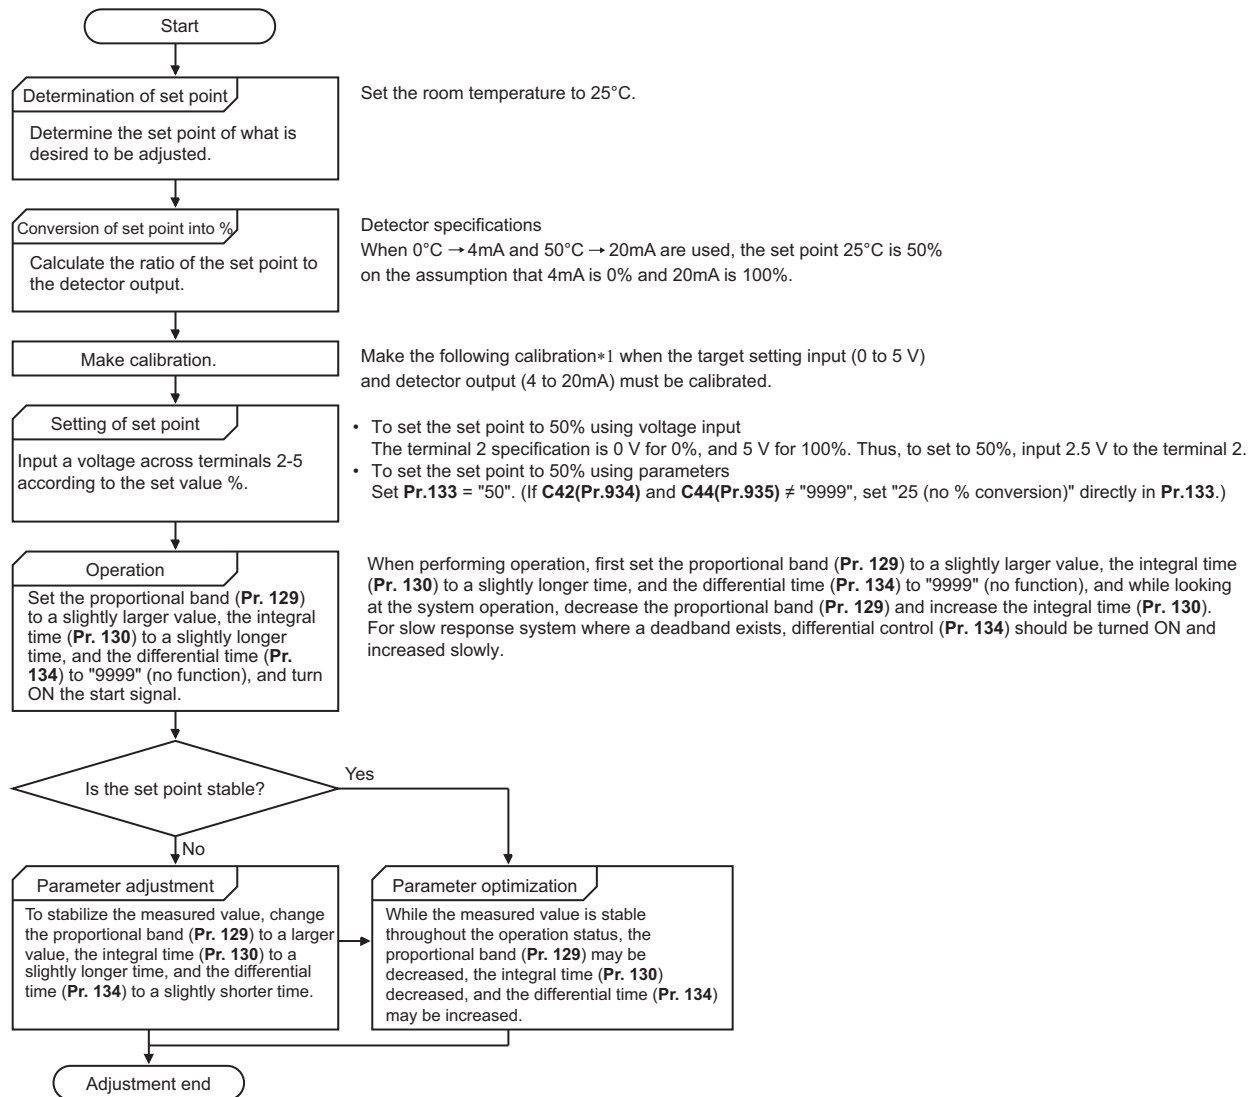 Start
Determination of set point
Determine the set point of what is
desired to be adjusted.
Set the room temperature to 25°C.
Conversion of set point into %
Calculate the ratio of the set point to
the detector output.
Detector specifications
When 0°C →4mA and 50°C →20mA are used, the set point 25°C is 50%
on the assumption that 4mA is 0% and 20mA is 100%.
Make calibration.
Make the following calibration*1 when the target setting input (0 to 5 V)
and detector output (4 to 20mA) must be calibrated.
Setting of set point
Input a voltage across terminals 2-5
according to the set value %.
• To set the set point to 50% using voltage input
The terminal 2 specification is 0 V for 0%, and 5 V for 100%. Thus, to set to 50%, input 2.5 V to the terminal 2.
• To set the set point to 50% using parameters
Set Pr.133 = "50". (If C42(Pr.934) and C44(Pr.935) ≠ "9999", set "25 (no % conversion)" directly in Pr.133.)
Operation
Set the proportional band (Pr. 129)
to a slightly larger value, the integral
time (Pr. 130) to a slightly longer
time, and the differential time (Pr.
134) to "9999" (no function), and turn
ON the start signal.
When performing operation, first set the proportional band (Pr. 129) to a slightly larger value, the integral time
(Pr. 130) to a slightly longer time, and the differential time (Pr. 134) to "9999" (no function), and while looking
at the system operation, decrease the proportional band (Pr. 129) and increase the integral time (Pr. 130).
For slow response system where a deadband exists, differential control (Pr. 134) should be turned ON and
increased slowly.
Is the set point stable?
Yes
No
Parameter adjustment
To stabilize the measured value, change
the proportional band (Pr. 129) to a larger
value, the integral time (Pr. 130) to a
slightly longer time, and the differential
time (Pr. 134) to a slightly shorter time.
Parameter optimization
While the measured value is stable
throughout the operation status, the
proportional band (Pr. 129) may be
decreased, the integral time (Pr. 130)
decreased, and the differential time (Pr. 134)
may be increased.
Adjustment end